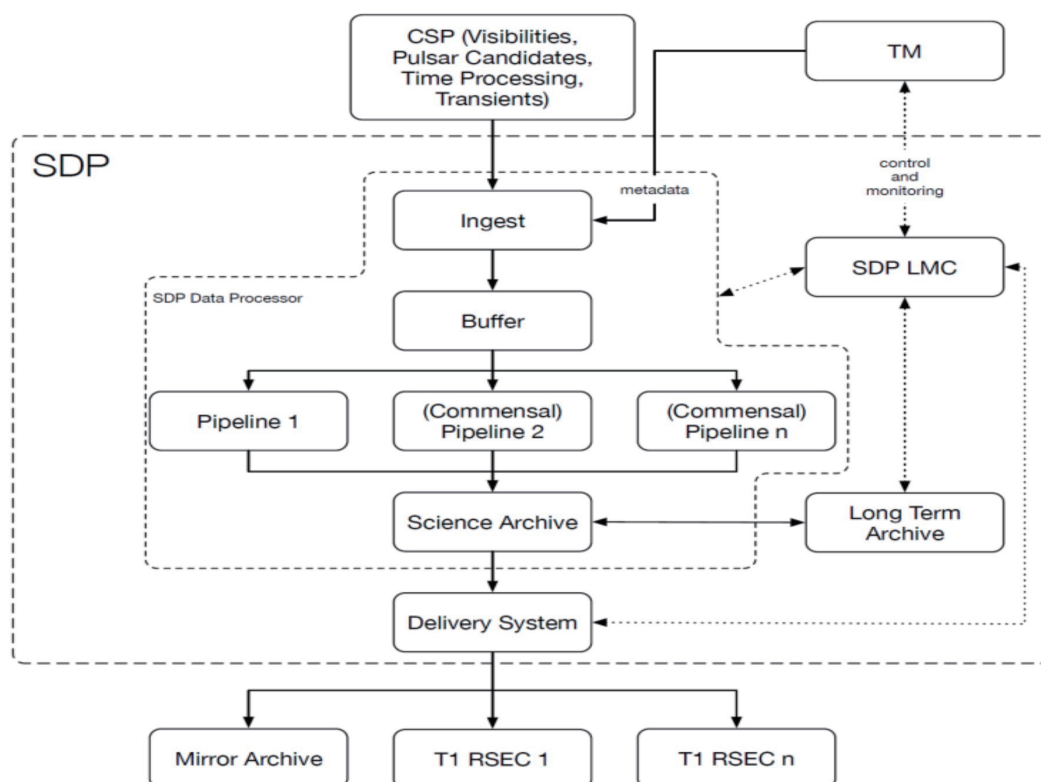 CSP (Visibilities,
Pulsar Candidates,
Time Processing,
Transients)
TM
SDP
control
and
monitoring
metadata
Ingest
SDP LMC
SDP Data Processor
Buffer
Pipeline 1
(Commensal)
Pipeline 2
(Commensal)
Pipeline n
Science Archive
Long Term
Archive
Delivery System
Mirror Archive
T1 RSEC 1
T1 RSEC n